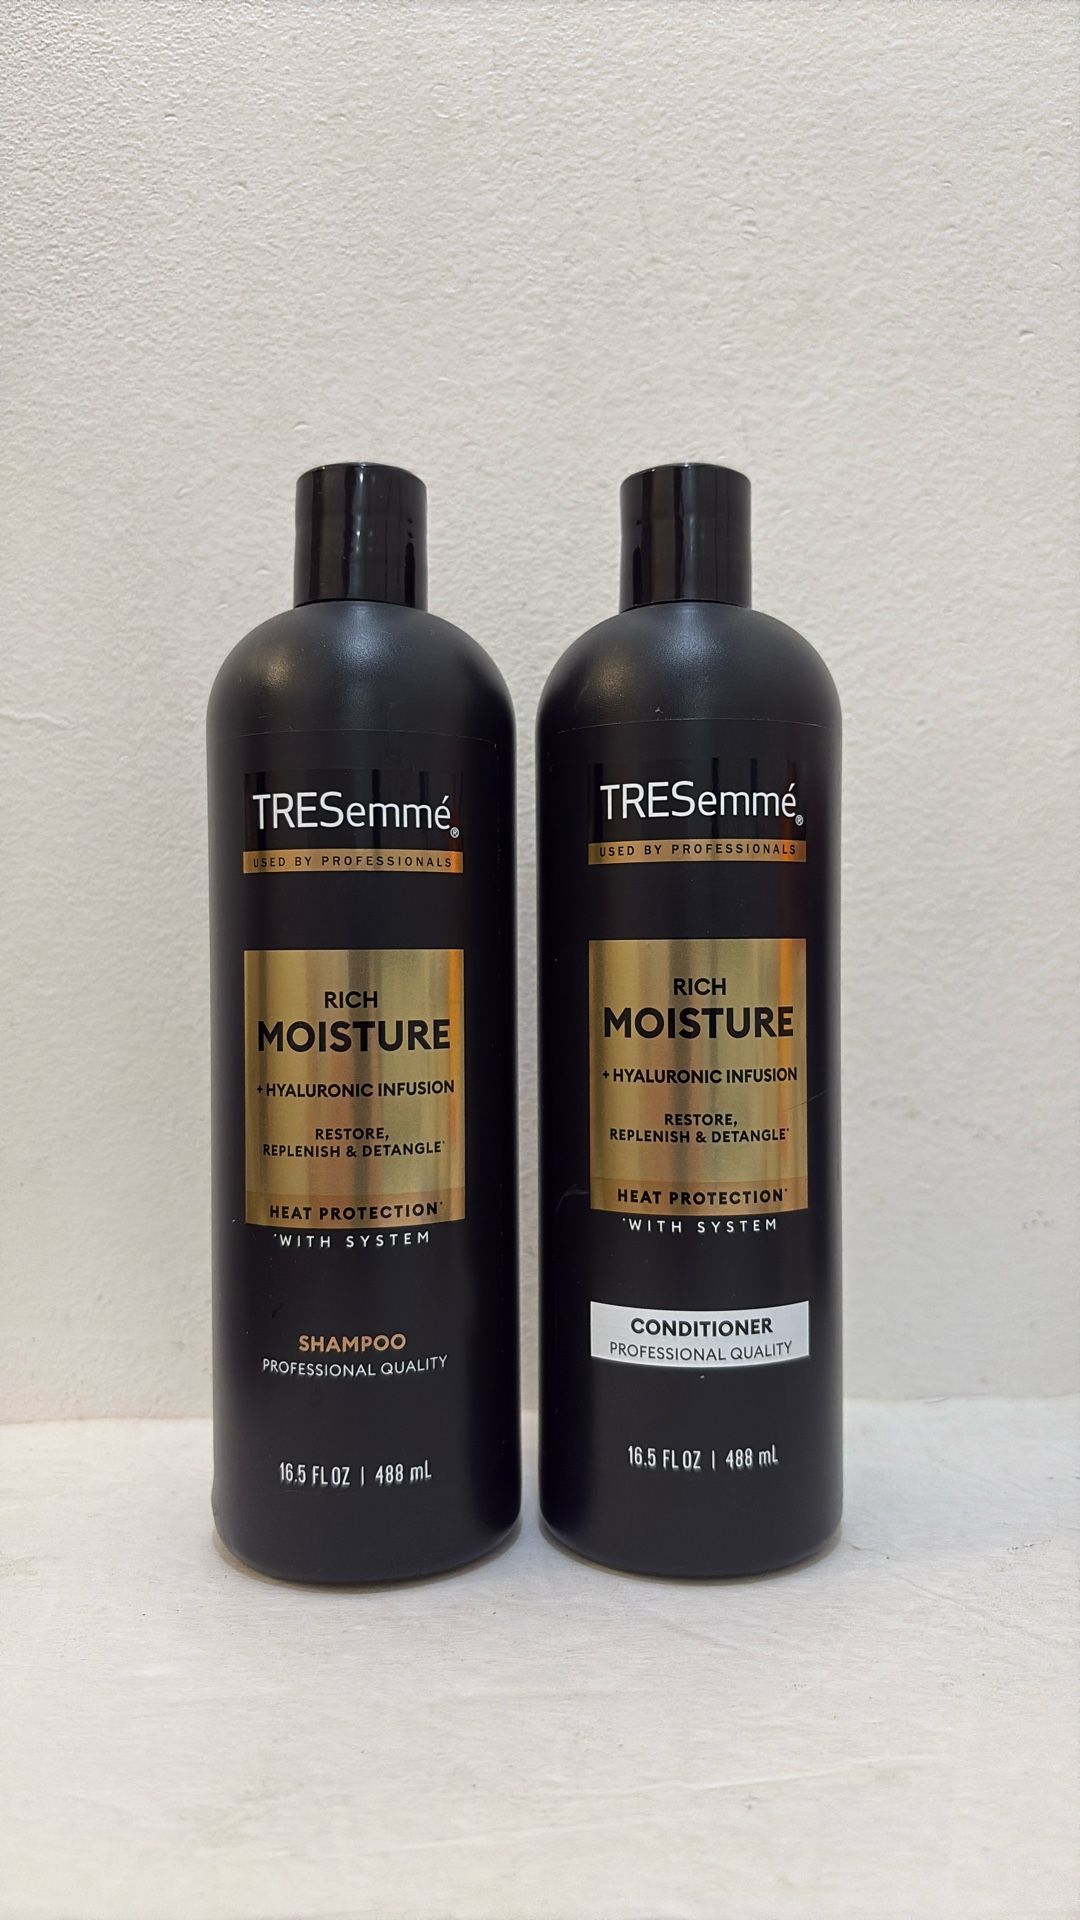 TRESemmé®
USED BY PROFESSIONALS
RICH
MOISTURE
+ HYALURONIC INFUSION
RESTORE,
REPLENISH & DETANGLE*
HEAT PROTECTION*
*WITH SYSTEM
SHAMPOO
PROFESSIONAL QUALITY
16.5 FL OZ | 488 mL
TRESemmé®
USED BY PROFESSIONALS
RICH
MOISTURE
+ HYALURONIC INFUSION
RESTORE,
REPLENISH & DETANGLE*
HEAT PROTECTION*
*WITH SYSTEM
CONDITIONER
PROFESSIONAL QUALITY
16.5 FL OZ | 488 mL